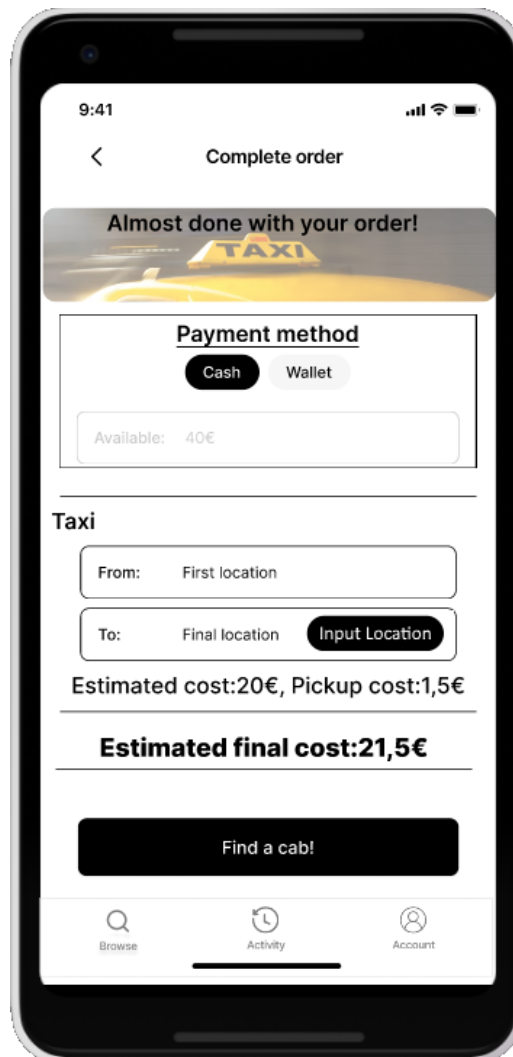 9:41
Complete order
Almost done with your order!
TAXI
Payment method
Cash Wallet
Available: 40€
Taxi
From: First location
To: Final location Input Location
Estimated cost:20€, Pickup cost:1,5€
Estimated final cost:21,5€
Find a cab!
Browse Activity Account